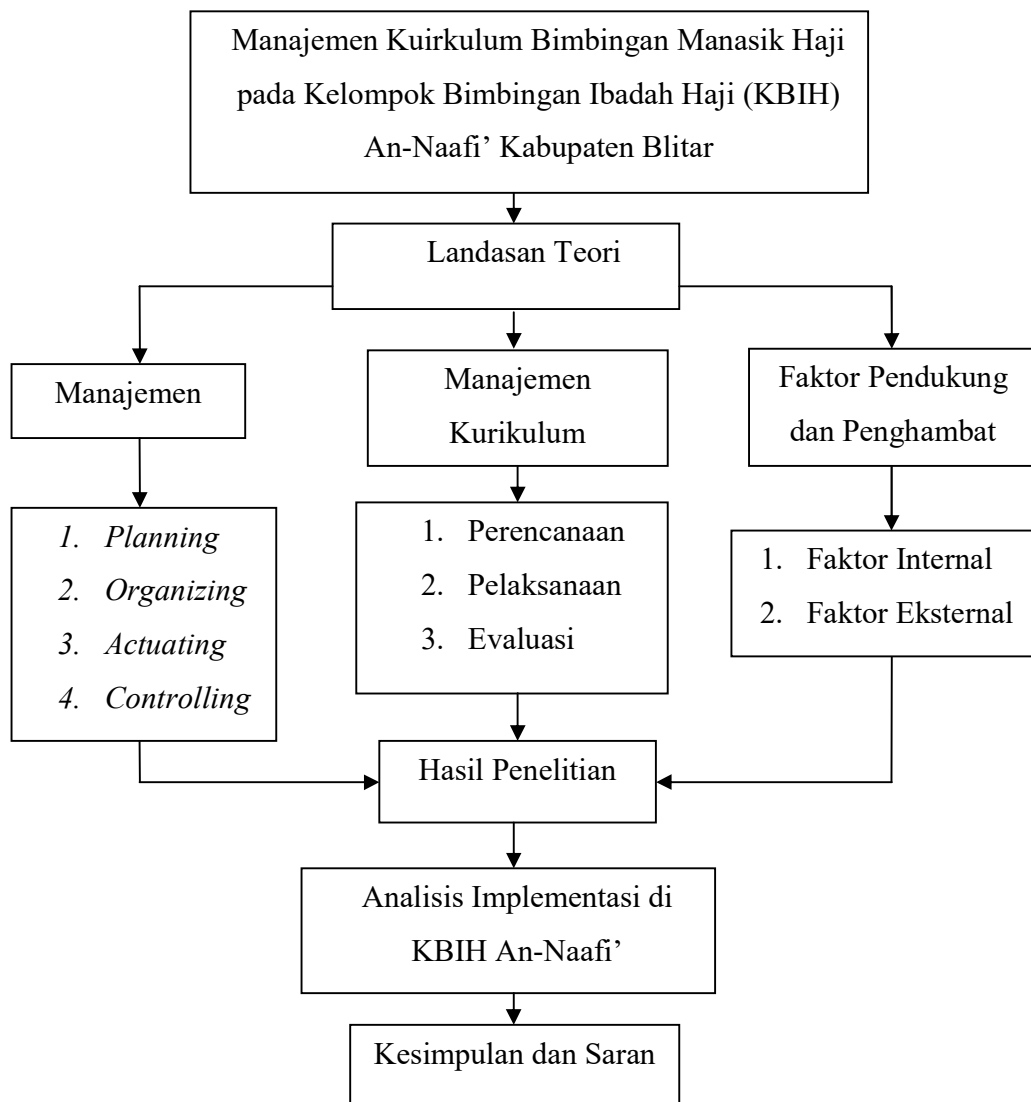 Manajemen Kuirkulum Bimbingan Manasik Haji
pada Kelompok Bimbingan Ibadah Haji (KBIH)
An-Naafi’ Kabupaten Blitar
Landasan Teori
Manajemen
Manajemen
Kurikulum
Faktor Pendukung
dan Penghambat
1. Planning
2. Organizing
3. Actuating
4. Controlling
1. Perencanaan
2. Pelaksanaan
3. Evaluasi
1. Faktor Internal
2. Faktor Eksternal
Hasil Penelitian
Analisis Implementasi di
KBIH An-Naafi’
Kesimpulan dan Saran